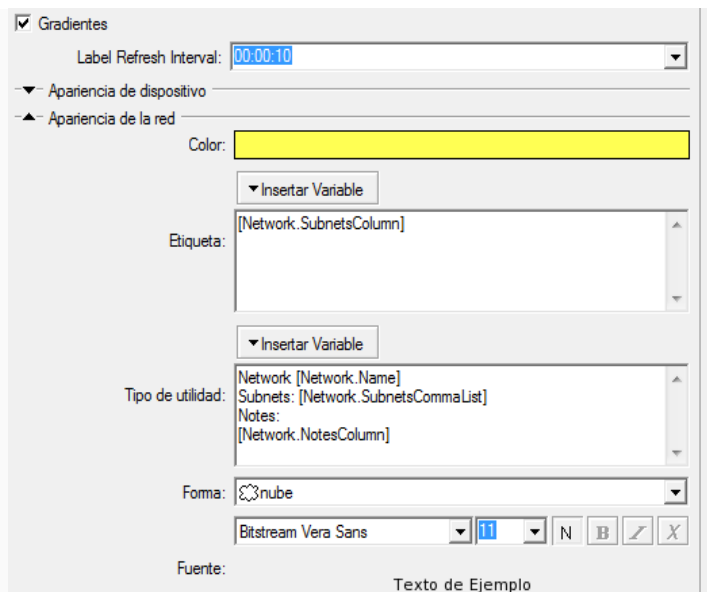 Gradientes
Label Refresh Interval: 00:00:10
Apariencia de dispositivo
Apariencia de la red
Color:
Insertar Variable
Etiqueta: [Network.SubnetsColumn]
Insertar Variable
Tipo de utilidad: Network [Network.Name]
Subnets: [Network.SubnetsCommaList]
Notes:
[Network.NotesColumn]
Forma: nube
Bitstream Vera Sans 11 N B I X
Fuente:
Texto de Ejemplo